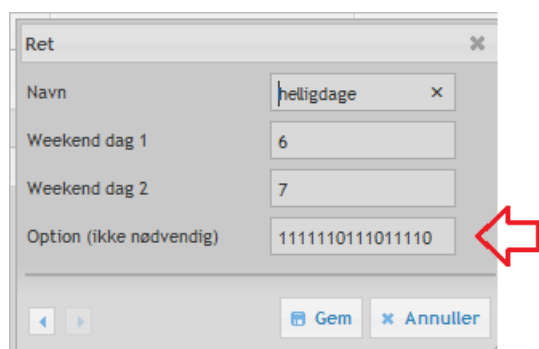 Ret
Navn helligdage
Weekend dag 1 6
Weekend dag 2 7
Option (ikke nødvendig) 1111110111011110
Gem Annuller